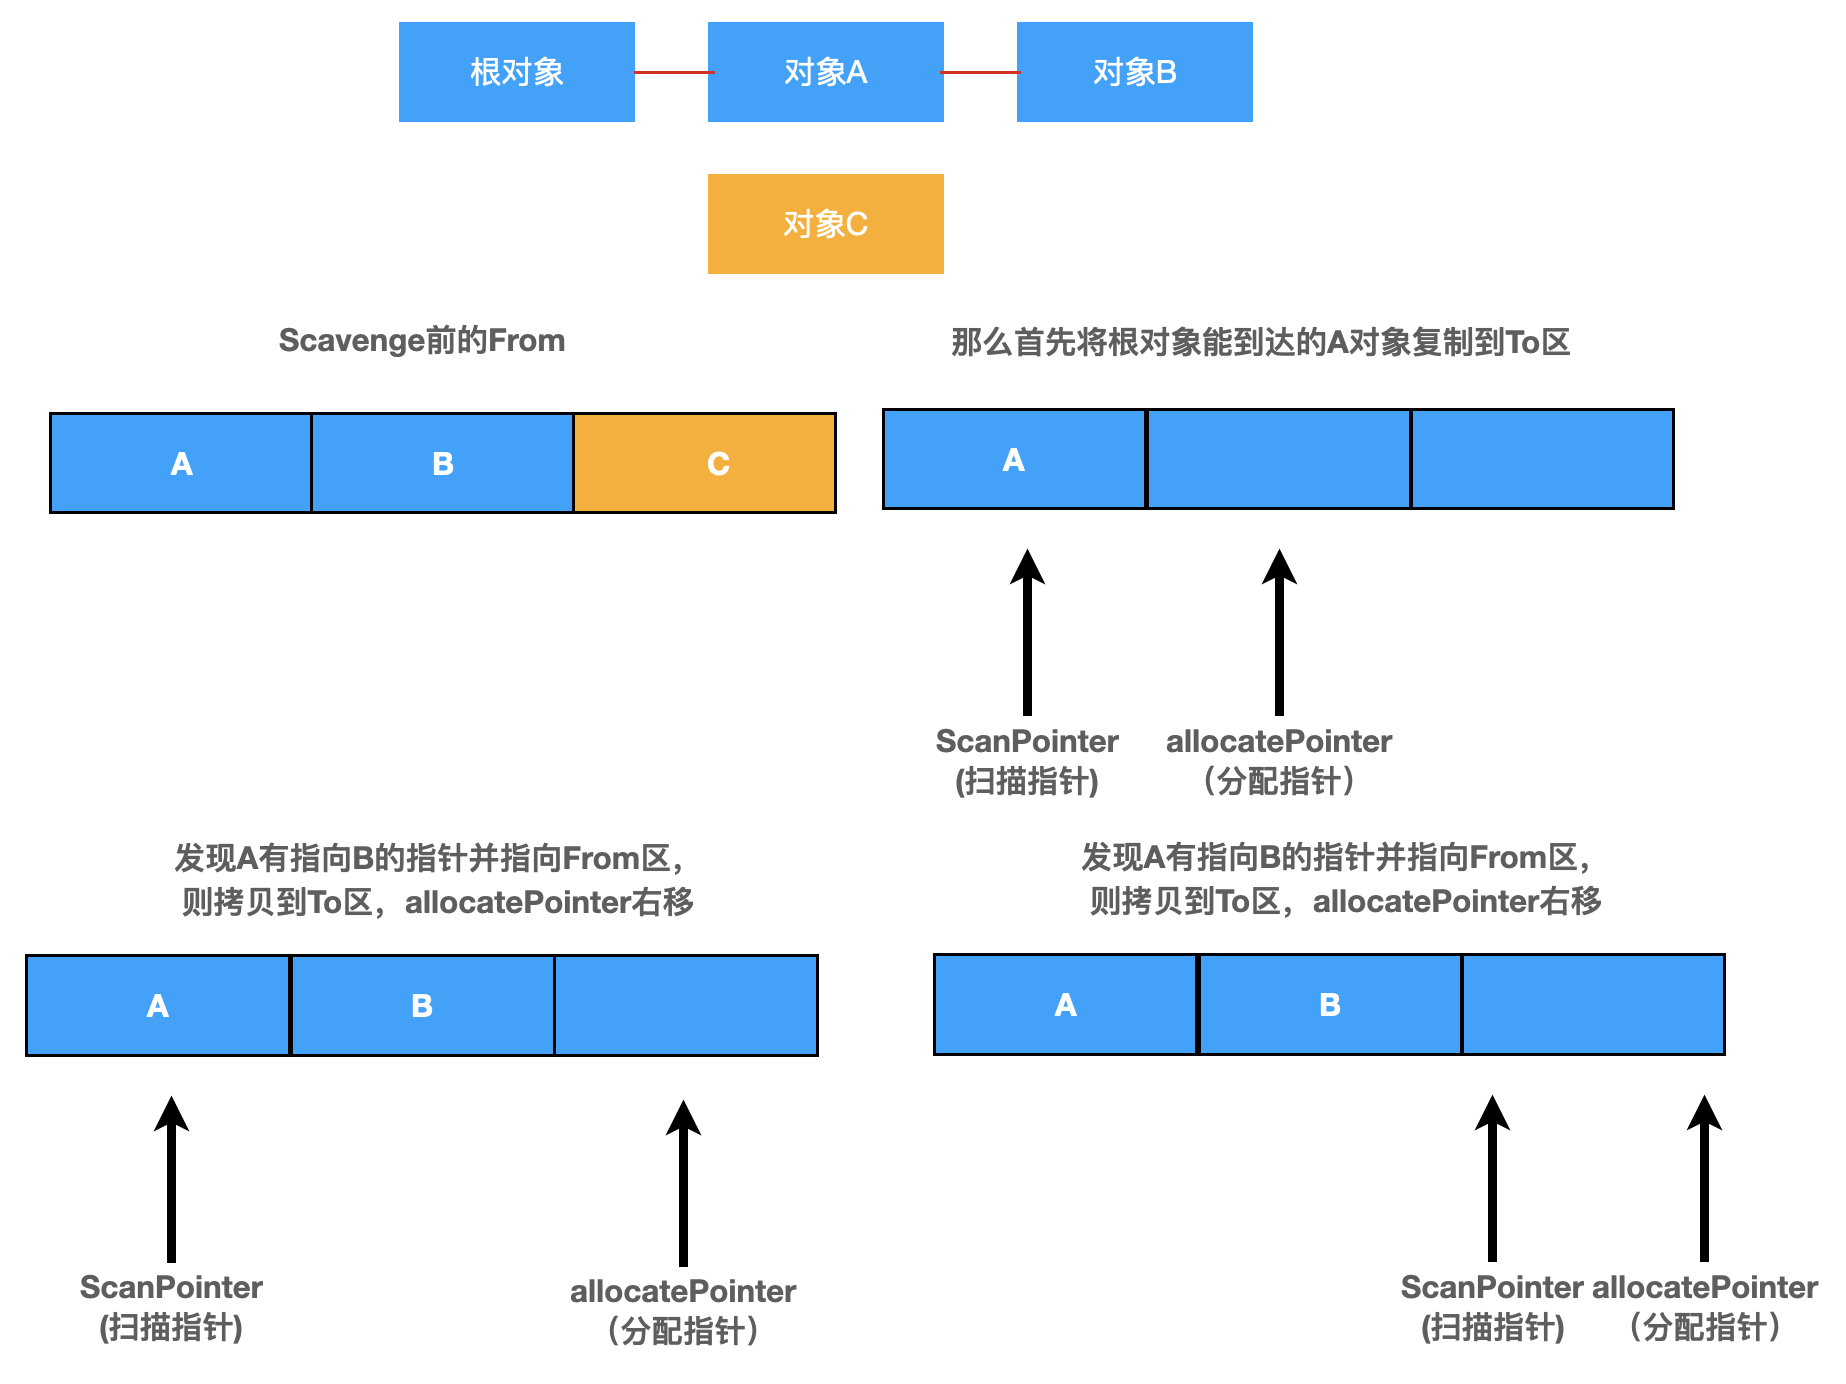 根对象
对象A
对象B
对象C
Scavenge前的From
那么首先将根对象能到达的A对象复制到To区
A
B
C
A
ScanPointer
(扫描指针)
allocatePointer
（分配指针）
发现A有指向B的指针并指向From区，
则拷贝到To区，allocatePointer右移
发现A有指向B的指针并指向From区，
则拷贝到To区，allocatePointer右移
A
B
A
B
ScanPointer
(扫描指针)
allocatePointer
（分配指针）
ScanPointer
(扫描指针)
allocatePointer
（分配指针）